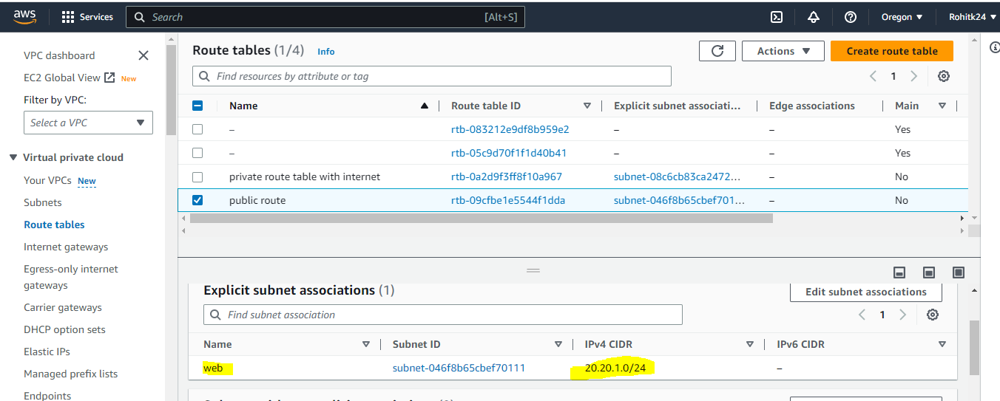 aws Services Search [Alt+S] Oregon Rohitk24
VPC dashboard
EC2 Global View New
Filter by VPC:
Select a VPC
Virtual private cloud
Your VPCs New
Subnets
Route tables
Internet gateways
Egress-only internet
gateways
Carrier gateways
DHCP option sets
Elastic IPs
Managed prefix lists
Endpoints
Route tables (1/4) Info Actions Create route table
Find resources by attribute or tag 1
Name Route table ID Explicit subnet associati... Edge associations Main
– rtb-083212e9df8b959e2 – – Yes
– rtb-05c9d70f1f1d40b41 – – Yes
private route table with internet rtb-0a2d9f3ff8f10a967 subnet-08c6cb83ca2472... – No
public route rtb-09cfbe1e5544f1dda subnet-046f8b65cbef701... – No
Explicit subnet associations (1) Edit subnet associations
Find subnet association 1
Name Subnet ID IPv4 CIDR IPv6 CIDR
web subnet-046f8b65cbef70111 20.20.1.0/24 –